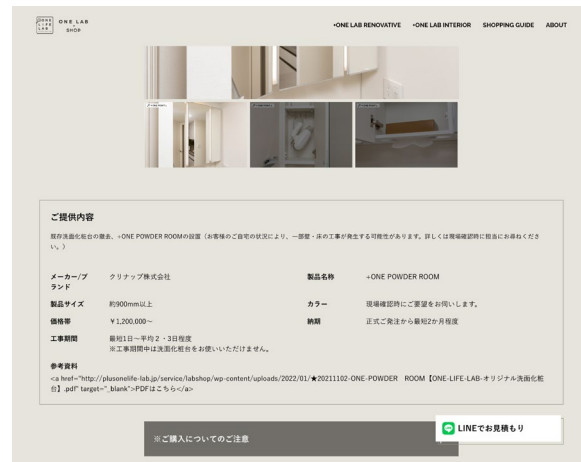 ONE
LIFE
LAB
ONE LAB
+
SHOP
+ONE LAB RENOVATIVE
+ONE LAB INTERIOR
SHOPPING GUIDE
ABOUT
ご提供内容
既存洗面化粧台の撤去、+ONE POWDER ROOMの設置（お客様のご自宅の状況により、一部壁・床の工事が発生する可能性があります。詳しくは現場確認時に担当にお尋ねくださ
い。）
メーカー/ブ
ランド
クリナップ株式会社
製品名称
+ONE POWDER ROOM
製品サイズ
約900mm以上
カラー
現場確認時にご要望をお伺いします。
価格帯
￥1,200,000～
納期
正式ご発注から最短2か月程度
工事期間
最短1日～平均２・3日程度
※工事期間中は洗面化粧台をお使いいただけません。
参考資料
<a href="http://plusonelife-lab.jp/service/labshop/wp-content/uploads/2022/01/★20211102-ONE-POWDER　ROOM【ONE-LIFE-LAB-オリジナル洗面化粧
台】.pdf" target="_blank">PDFはこちら</a>
※ご購入についてのご注意
LINEでお見積もり